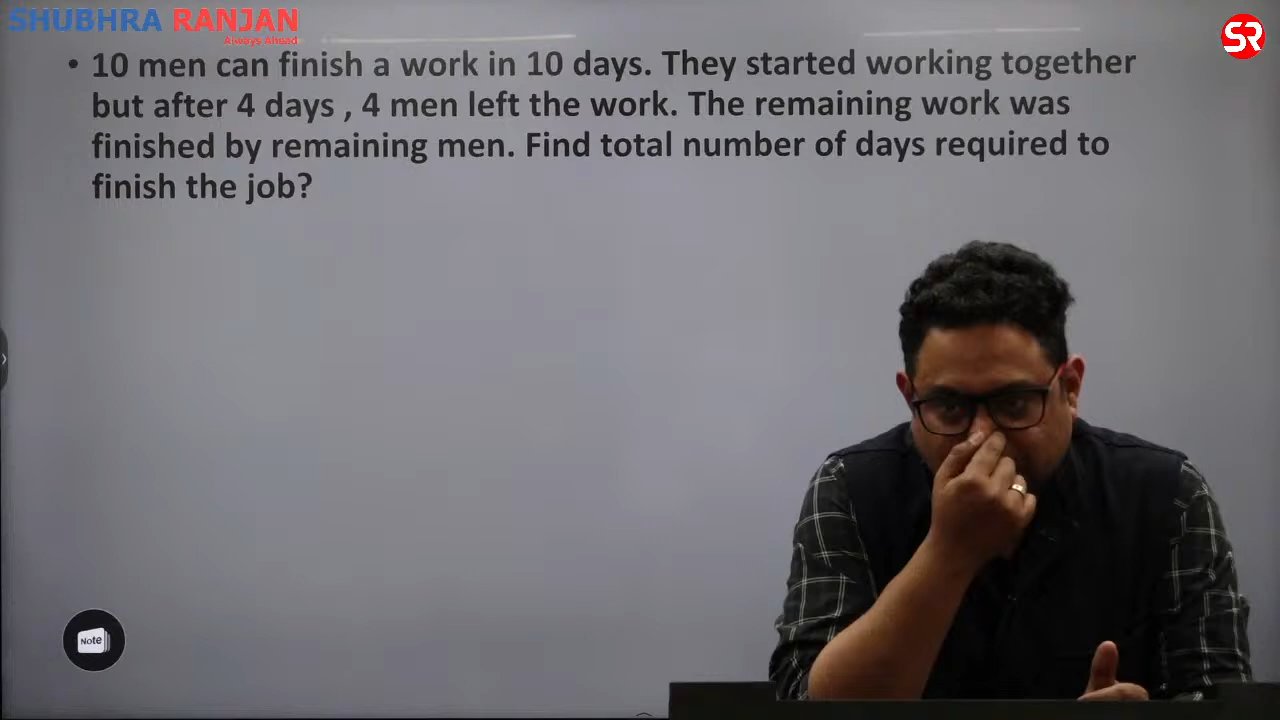 SHUBHRA RANJAN
Always Ahead
SR
• 10 men can finish a work in 10 days. They started working together
but after 4 days , 4 men left the work. The remaining work was
finished by remaining men. Find total number of days required to
finish the job?
Note